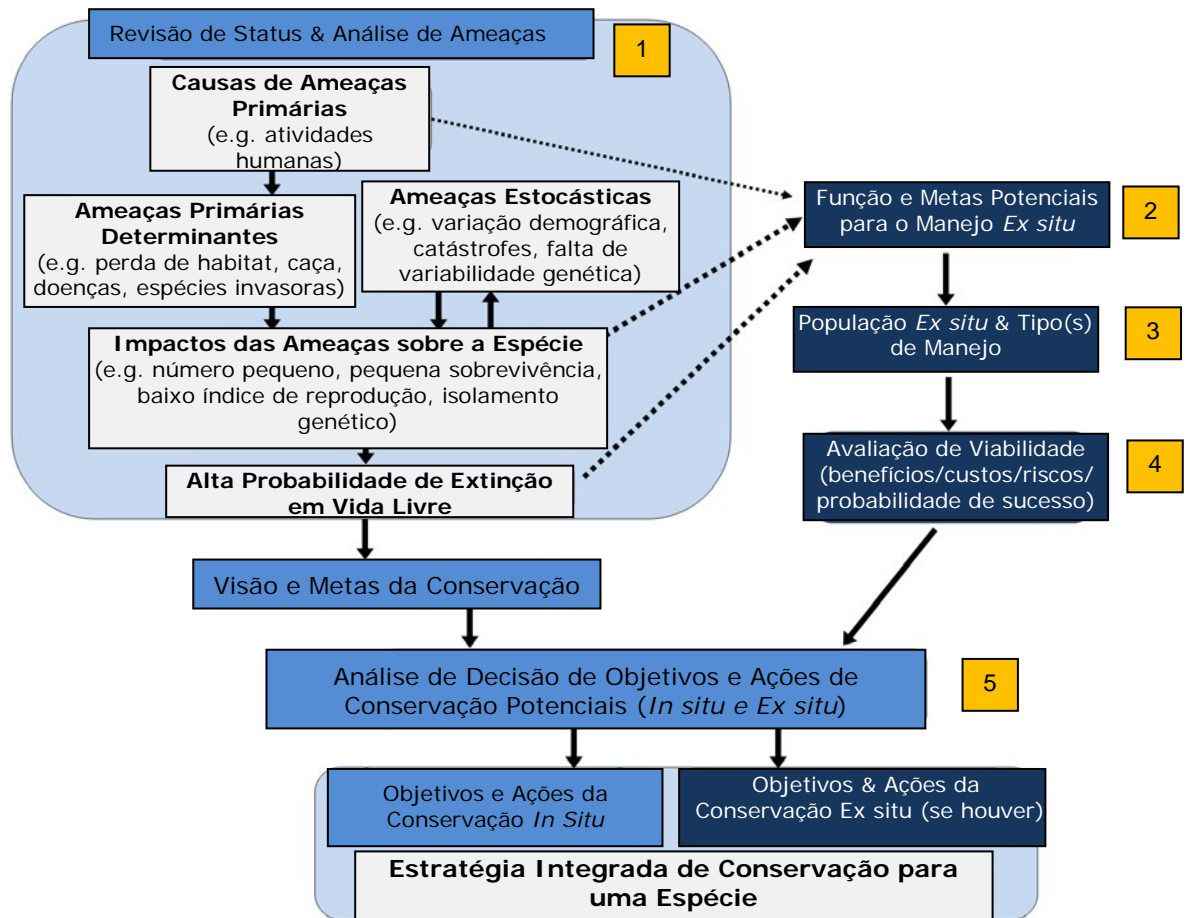 Revisão de Status & Análise de Ameaças
1
Causas de Ameaças
Primárias
(e.g. atividades
humanas)
Ameaças Primárias
Determinantes
(e.g. perda de habitat, caça,
doenças, espécies invasoras)
Ameaças Estocásticas
(e.g. variação demográfica,
catástrofes, falta de
variabilidade genética)
Impactos das Ameaças sobre a Espécie
(e.g. número pequeno, pequena sobrevivência,
baixo índice de reprodução, isolamento
genético)
Alta Probabilidade de Extinção
em Vida Livre
Função e Metas Potenciais
para o Manejo Ex situ
2
População Ex situ & Tipo(s)
de Manejo
3
Avaliação de Viabilidade
(benefícios/custos/riscos/
probabilidade de sucesso)
4
Visão e Metas da Conservação
Análise de Decisão de Objetivos e Ações de
Conservação Potenciais (In situ e Ex situ)
5
Objetivos e Ações da
Conservação In Situ
Objetivos & Ações da
Conservação Ex situ (se houver)
Estratégia Integrada de Conservação para
uma Espécie